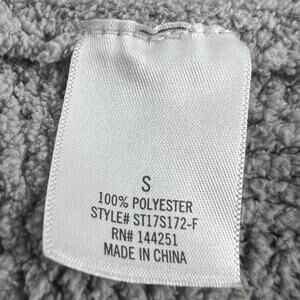 S
100% POLYESTER
STYLE# ST17S172-F
RN# 144251
MADE IN CHINA